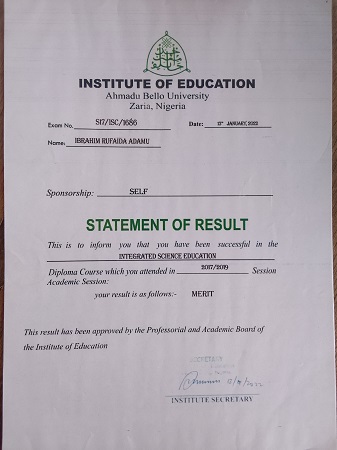 INSTITUTE OF EDUCATION
Ahmadu Bello University
Zaria, Nigeria
Exam No. S17/ISC/1686 Date: 13th JANUARY, 2022
Name: IBRAHIM RUFAIDA ADAMU
Sponsorship: SELF
STATEMENT OF RESULT
This is to inform you that you have been successful in the
INTEGRATED SCIENCE EDUCATION
Diploma Course which you attended in 2017/2019 Session
Academic Session:
your result is as follows:- MERIT
This result has been approved by the Professorial and Academic Board of
the Institute of Education
SECRETARY
INSTITUTE SECRETARY